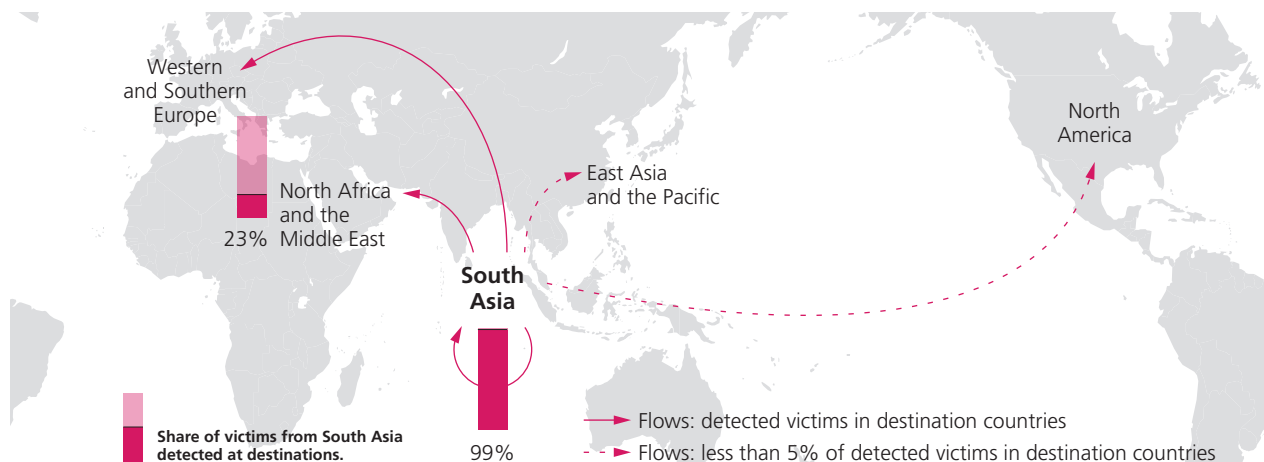 Western
and Southern
Europe
North
America
East Asia
and the Pacific
North Africa
and the
Middle East
23%
South
Asia
99%
Share of victims from South Asia
detected at destinations.
Flows: detected victims in destination countries
Flows: less than 5% of detected victims in destination countries